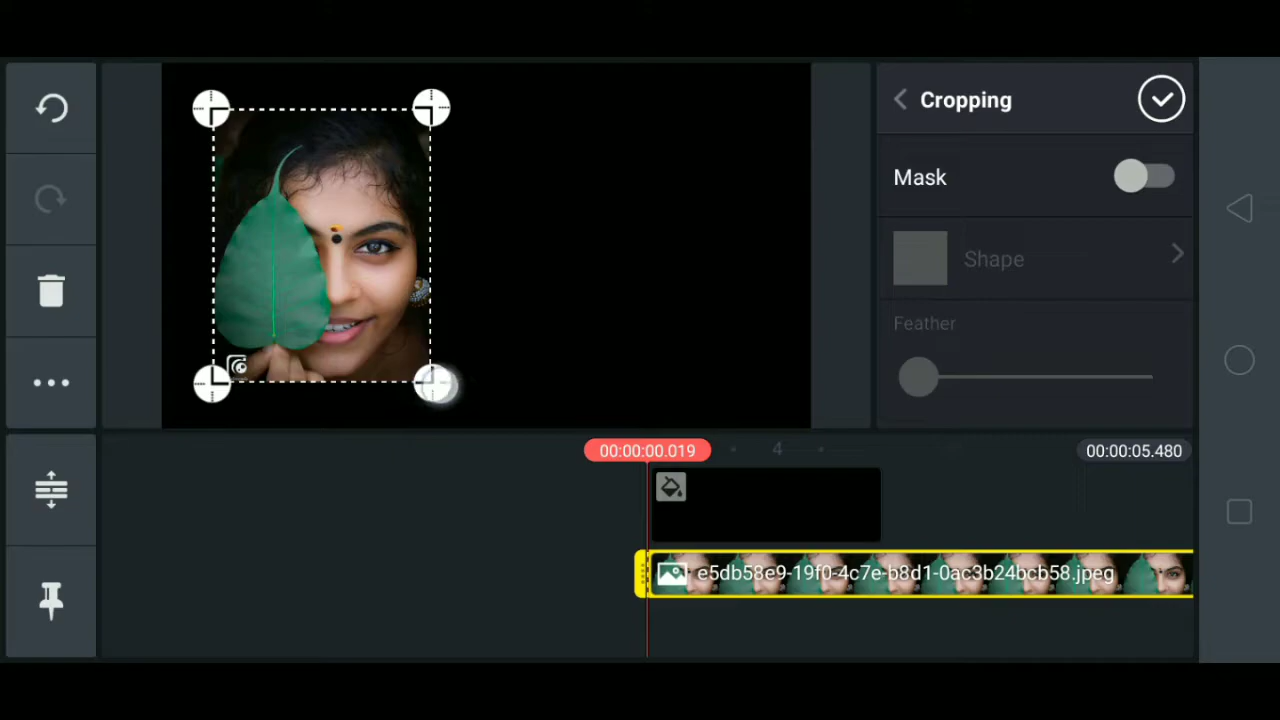 Cropping
Mask
Shape
Feather
00:00:00.019
4
00:00:05.480
e5db58e9-19f0-4c7e-b8d1-0ac3b24bcb58.jpeg